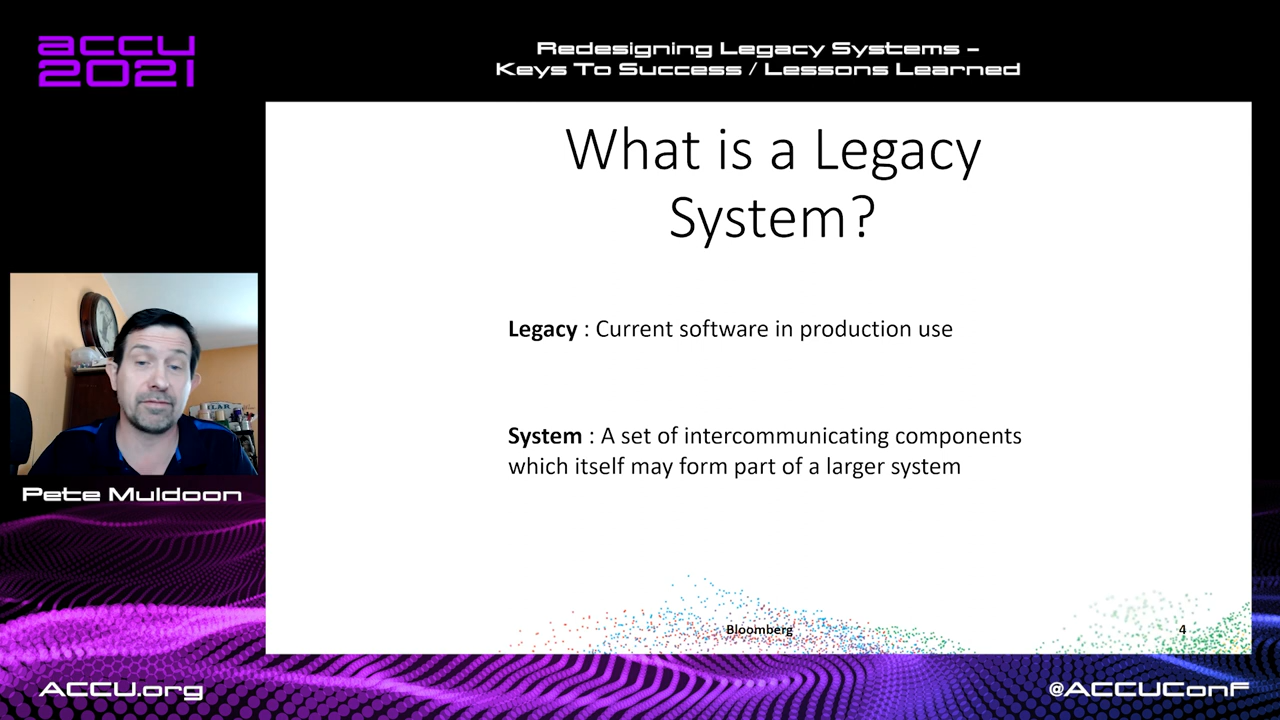 accu
2021
Redesigning Legacy Systems –
Keys To Success / Lessons Learned
What is a Legacy
System?
Legacy : Current software in production use
System : A set of intercommunicating components
which itself may form part of a larger system
Pete Muldoon
Bloomberg
4
ACCU.org
@ACCUConf